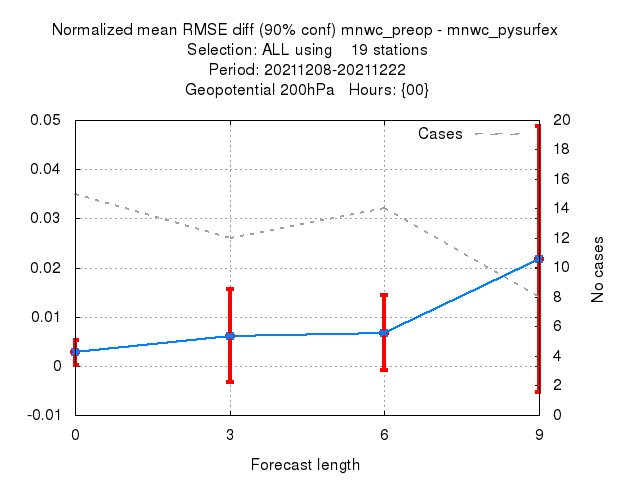 Normalized mean RMSE diff (90% conf) mnwc_preop - mnwc_pysurfex
Selection: ALL using 19 stations
Period: 20211208-20211222
Geopotential 200hPa Hours: {00}
Cases
0.05
0.04
0.03
0.02
0.01
0
-0.01
20
18
16
14
12
10
8
6
4
2
0
No cases
0 3 6 9
Forecast length